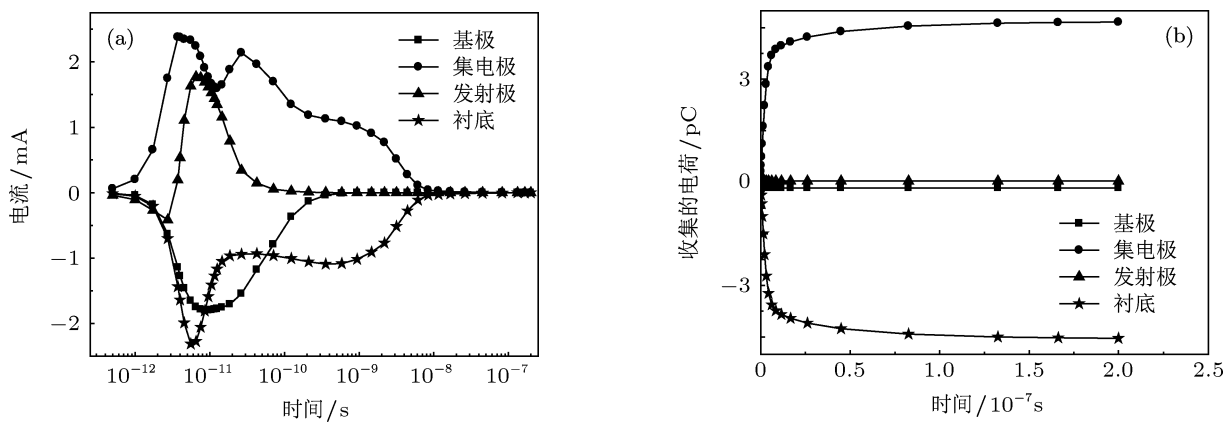 (a)
基极
集电极
发射极
衬底
2
1
0
−1
−2
电流/mA
10⁻¹² 10⁻¹¹ 10⁻¹⁰ 10⁻⁹ 10⁻⁸ 10⁻⁷
时间/s
(b)
3
0
−3
收集的电荷/pC
基极
集电极
发射极
衬底
0 0.5 1.0 1.5 2.0 2.5
时间/10⁻⁷s